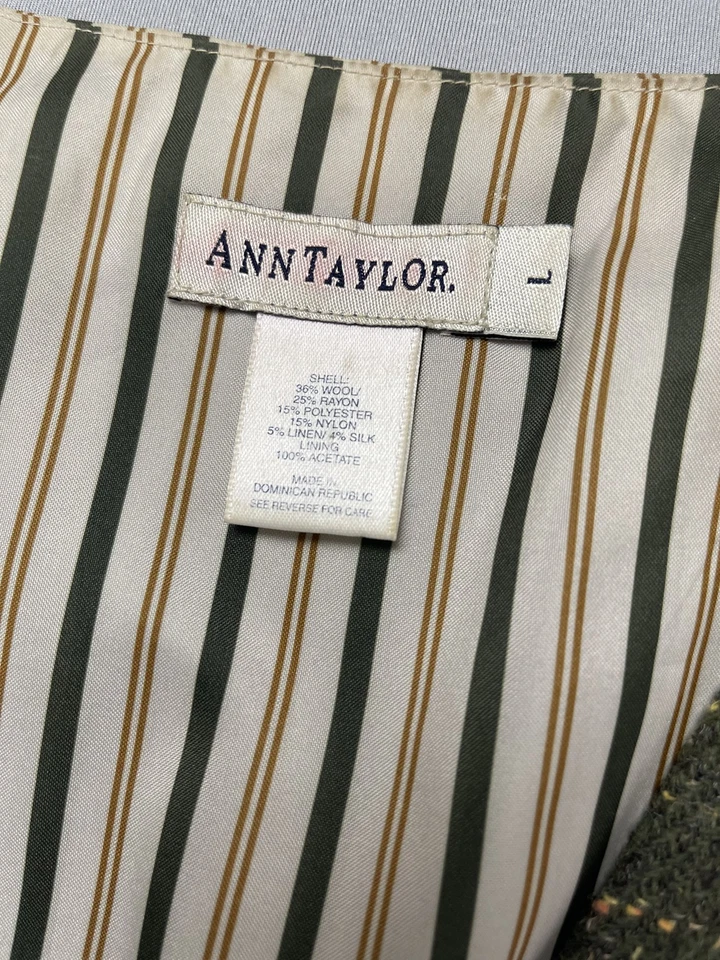 ANNTAYLOR.
L
SHELL:
36% WOOL/
25% RAYON
15% POLYESTER
15% NYLON
5% LINEN/ 4% SILK
LINING
100% ACETATE
MADE IN
DOMINICAN REPUBLIC
SEE REVERSE FOR CARE